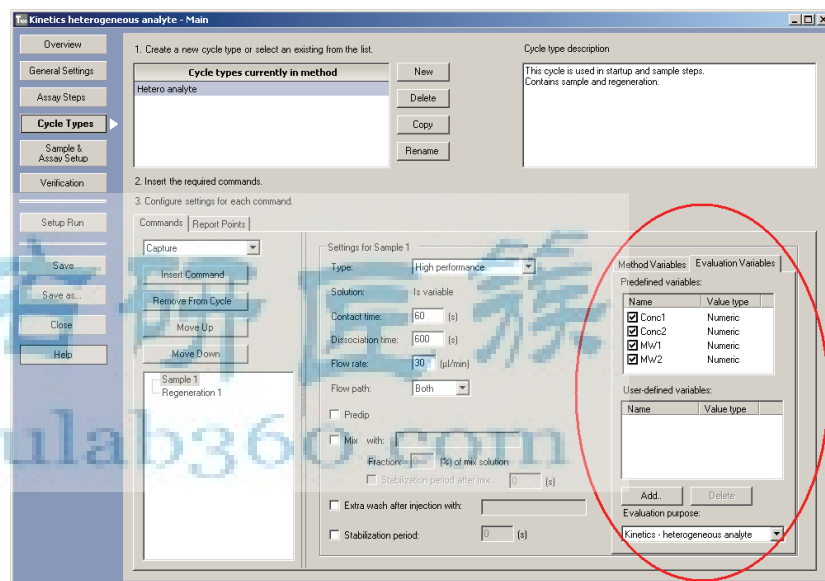 T100 Kinetics heterogeneous analyte - Main
Overview
General Settings
Assay Steps
Cycle Types
Sample &
Assay Setup
Verification
Setup Run
Save
Save as...
Close
Help
1. Create a new cycle type or select an existing from the list.
Cycle types currently in method
Hetero analyte
New
Delete
Copy
Rename
Cycle type description
This cycle is used in startup and sample steps.
Contains sample and regeneration.
2. Insert the required commands.
3. Configure settings for each command.
Commands
Report Points
Capture
Insert Command
Remove From Cycle
Move Up
Move Down
Sample 1
Regeneration 1
Settings for Sample 1
Type: High performance
Solution: Is variable
Contact time: 60 (s)
Dissociation time: 600 (s)
Flow rate: 30 (µl/min)
Flow path: Both
Predip
Mix with:
Fraction: 0 (%) of mix solution
Stabilization period after mix: 0 (s)
Extra wash after injection with:
Stabilization period: 0 (s)
Method Variables
Evaluation Variables
Predefined variables:
Name Value type
Conc1 Numeric
Conc2 Numeric
MW1 Numeric
MW2 Numeric
User-defined variables:
Name Value type
Add..
Delete
Evaluation purpose:
Kinetics - heterogeneous analyte
研匠族
ulab360.com